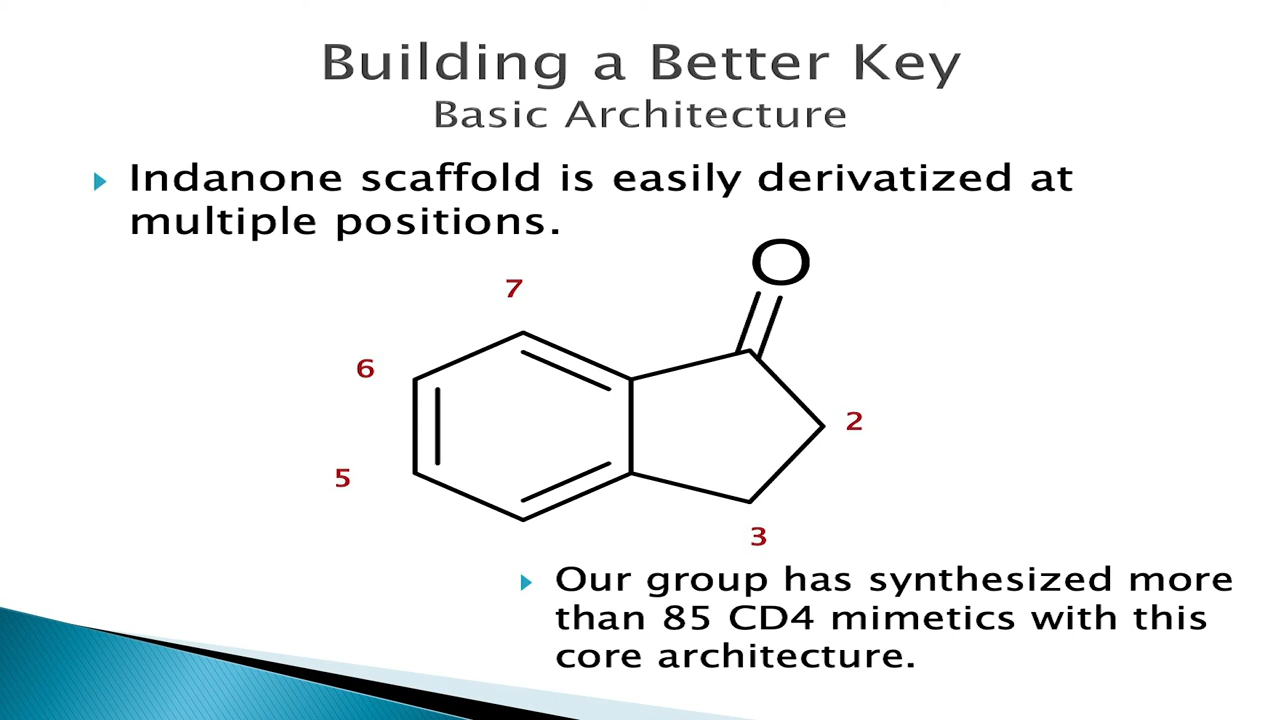 Building a Better Key
Basic Architecture
Indanone scaffold is easily derivatized at
multiple positions.
O
7
6
2
5
3
Our group has synthesized more
than 85 CD4 mimetics with this
core architecture.